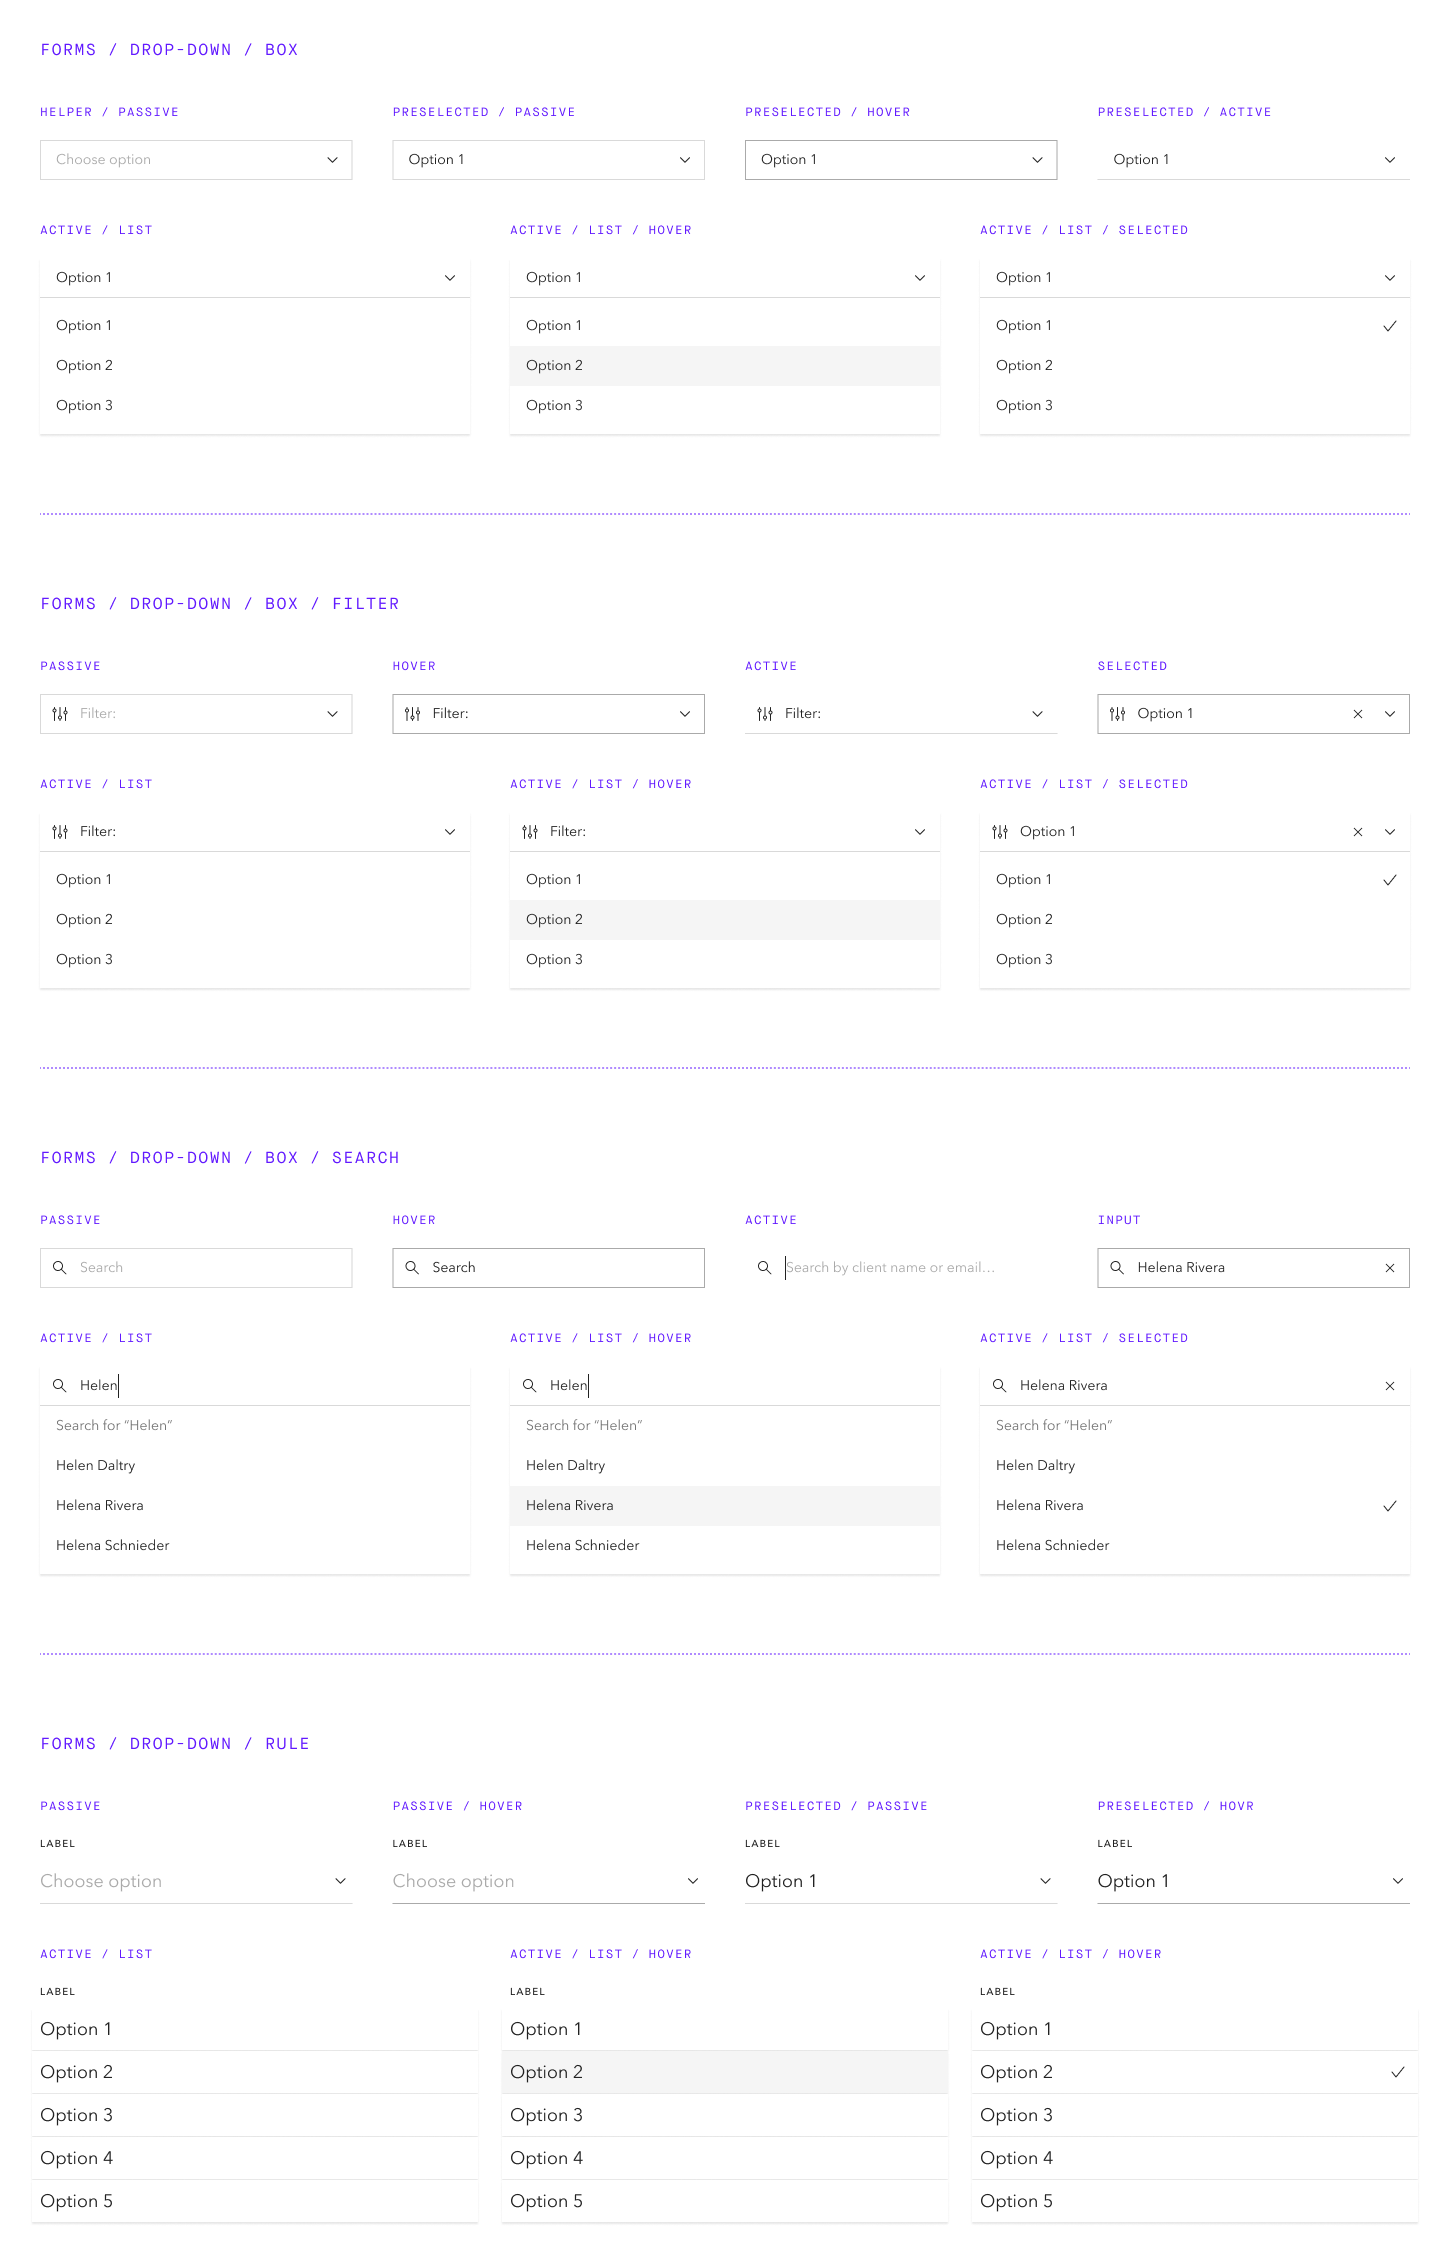 FORMS / DROP-DOWN / BOX
HELPER / PASSIVE
PRESELECTED / PASSIVE
PRESELECTED / HOVER
PRESELECTED / ACTIVE
Choose option
Option 1
Option 1
Option 1
ACTIVE / LIST
ACTIVE / LIST / HOVER
ACTIVE / LIST / SELECTED
Option 1
Option 1
Option 2
Option 3
Option 1
Option 1
Option 2
Option 3
Option 1
Option 1
Option 2
Option 3
FORMS / DROP-DOWN / BOX / FILTER
PASSIVE
HOVER
ACTIVE
SELECTED
Filter:
Filter:
Filter:
Option 1
ACTIVE / LIST
ACTIVE / LIST / HOVER
ACTIVE / LIST / SELECTED
Filter:
Option 1
Option 2
Option 3
Filter:
Option 1
Option 2
Option 3
Option 1
Option 1
Option 2
Option 3
FORMS / DROP-DOWN / BOX / SEARCH
PASSIVE
HOVER
ACTIVE
INPUT
Search
Search
Search by client name or email…
Helena Rivera
ACTIVE / LIST
ACTIVE / LIST / HOVER
ACTIVE / LIST / SELECTED
Helen
Search for “Helen”
Helen Daltry
Helena Rivera
Helena Schnieder
Helen
Search for “Helen”
Helen Daltry
Helena Rivera
Helena Schnieder
Helena Rivera
Search for “Helen”
Helen Daltry
Helena Rivera
Helena Schnieder
FORMS / DROP-DOWN / RULE
PASSIVE
PASSIVE / HOVER
PRESELECTED / PASSIVE
PRESELECTED / HOVR
LABEL
LABEL
LABEL
LABEL
Choose option
Choose option
Option 1
Option 1
ACTIVE / LIST
ACTIVE / LIST / HOVER
ACTIVE / LIST / HOVER
LABEL
Option 1
Option 2
Option 3
Option 4
Option 5
LABEL
Option 1
Option 2
Option 3
Option 4
Option 5
LABEL
Option 1
Option 2
Option 3
Option 4
Option 5